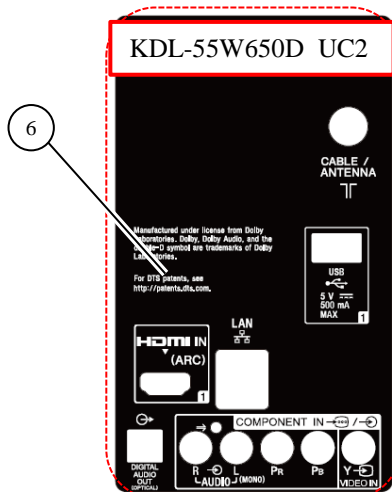 KDL-55W650D UC2
6
CABLE /
ANTENNA
Manufactured under license from Dolby
Laboratories. Dolby, Dolby Audio, and the
double-D symbol are trademarks of Dolby
Laboratories.
For DTS patents, see
http://patents.dts.com.
USB
5 V
500 mA
MAX
1
LAN
HDMI IN
(ARC)
1
COMPONENT IN /
R L PR PB Y
AUDIO (MONO)
VIDEO IN
DIGITAL
AUDIO
OUT
(OPTICAL)